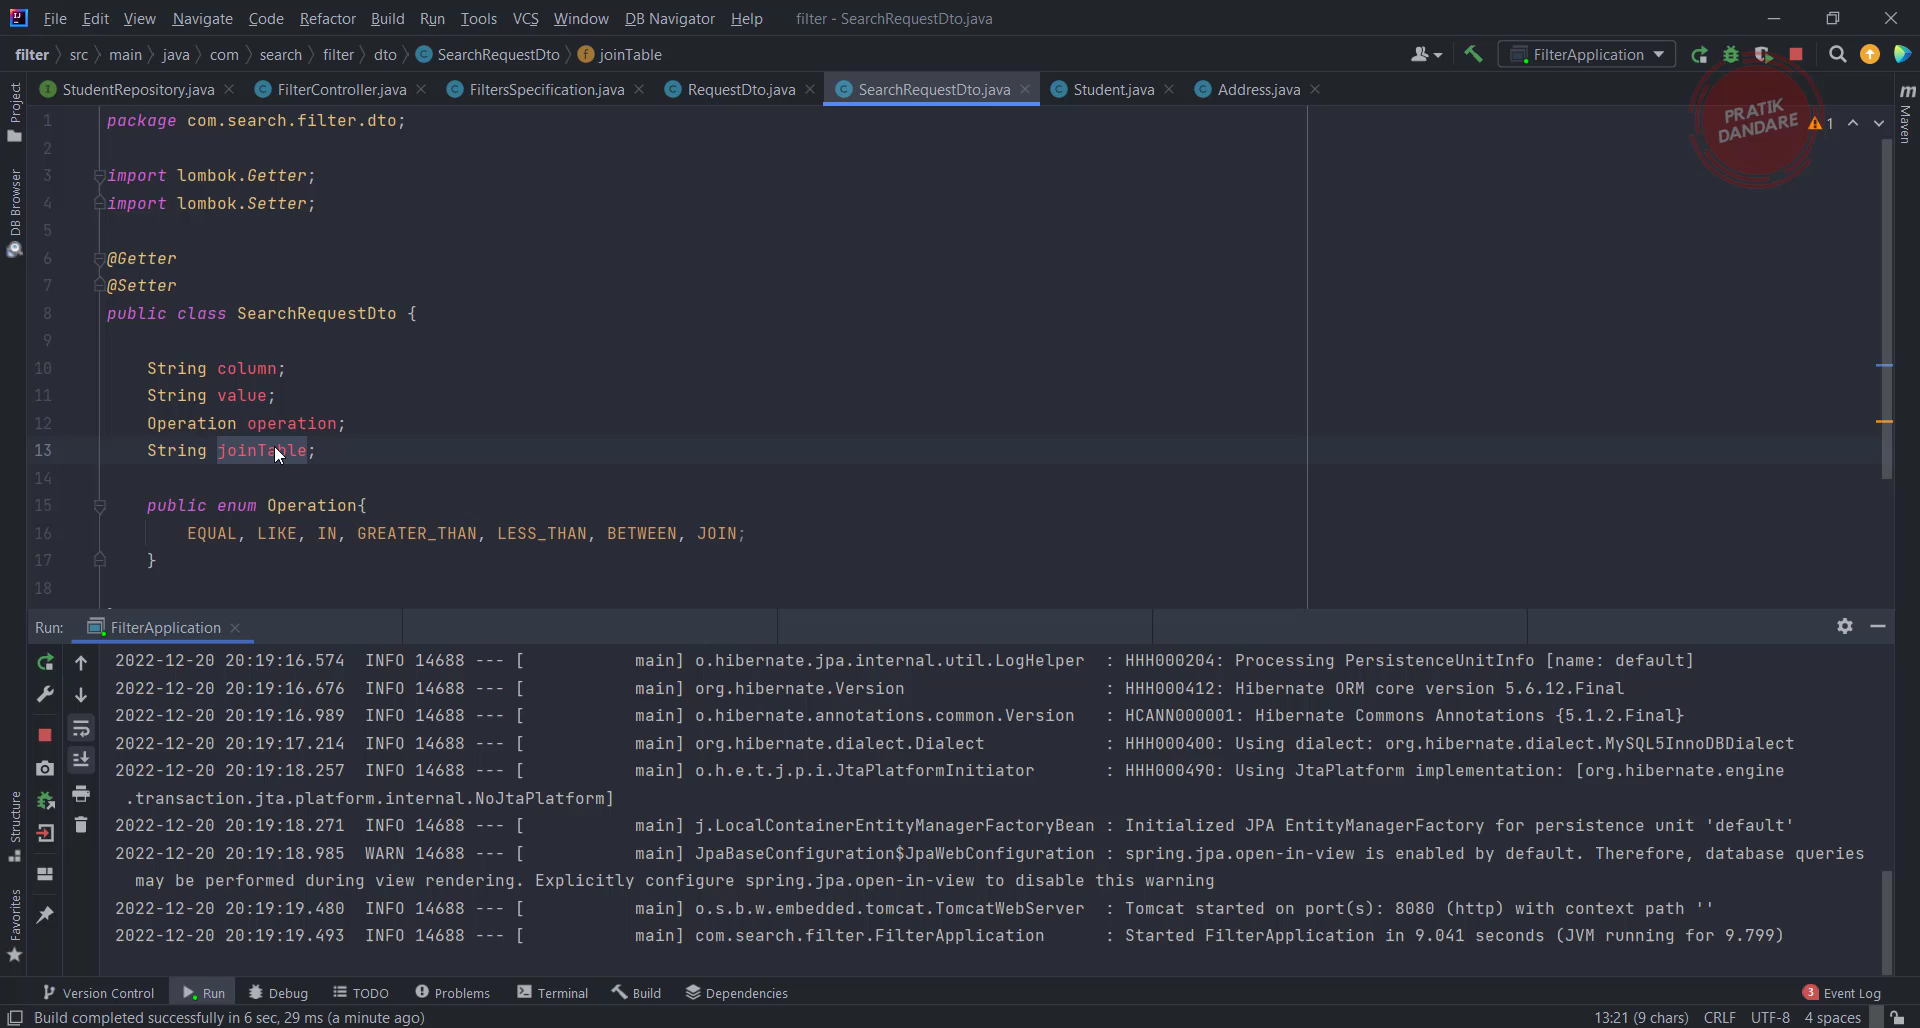 File Edit View Navigate Code Refactor Build Run Tools VCS Window DB Navigator Help filter - SearchRequestDto.java
filter src main java com search filter dto SearchRequestDto joinTable FilterApplication
StudentRepository.java FilterController.java FiltersSpecification.java RequestDto.java SearchRequestDto.java Student.java Address.java
PRATIK
DANDARE
1
Project
DB Browser
Structure
Favorites
Maven
1 package com.search.filter.dto;
2
3 import lombok.Getter;
4 import lombok.Setter;
5
6 @Getter
7 @Setter
8 public class SearchRequestDto {
9
10 String column;
11 String value;
12 Operation operation;
13 String joinTable;
14
15 public enum Operation{
16 EQUAL, LIKE, IN, GREATER_THAN, LESS_THAN, BETWEEN, JOIN;
17 }
18
Run: FilterApplication
2022-12-20 20:19:16.574 INFO 14688 --- [ main] o.hibernate.jpa.internal.util.LogHelper : HHH000204: Processing PersistenceUnitInfo [name: default]
2022-12-20 20:19:16.676 INFO 14688 --- [ main] org.hibernate.Version : HHH000412: Hibernate ORM core version 5.6.12.Final
2022-12-20 20:19:16.989 INFO 14688 --- [ main] o.hibernate.annotations.common.Version : HCANN000001: Hibernate Commons Annotations {5.1.2.Final}
2022-12-20 20:19:17.214 INFO 14688 --- [ main] org.hibernate.dialect.Dialect : HHH000400: Using dialect: org.hibernate.dialect.MySQL5InnoDBDialect
2022-12-20 20:19:18.257 INFO 14688 --- [ main] o.h.e.t.j.p.i.JtaPlatformInitiator : HHH000490: Using JtaPlatform implementation: [org.hibernate.engine
.transaction.jta.platform.internal.NoJtaPlatform]
2022-12-20 20:19:18.271 INFO 14688 --- [ main] j.LocalContainerEntityManagerFactoryBean : Initialized JPA EntityManagerFactory for persistence unit 'default'
2022-12-20 20:19:18.985 WARN 14688 --- [ main] JpaBaseConfiguration$JpaWebConfiguration : spring.jpa.open-in-view is enabled by default. Therefore, database queries
may be performed during view rendering. Explicitly configure spring.jpa.open-in-view to disable this warning
2022-12-20 20:19:19.480 INFO 14688 --- [ main] o.s.b.w.embedded.tomcat.TomcatWebServer : Tomcat started on port(s): 8080 (http) with context path ''
2022-12-20 20:19:19.493 INFO 14688 --- [ main] com.search.filter.FilterApplication : Started FilterApplication in 9.041 seconds (JVM running for 9.799)
Version Control Run Debug TODO Problems Terminal Build Dependencies 3 Event Log
Build completed successfully in 6 sec, 29 ms (a minute ago) 13:21 (9 chars) CRLF UTF-8 4 spaces